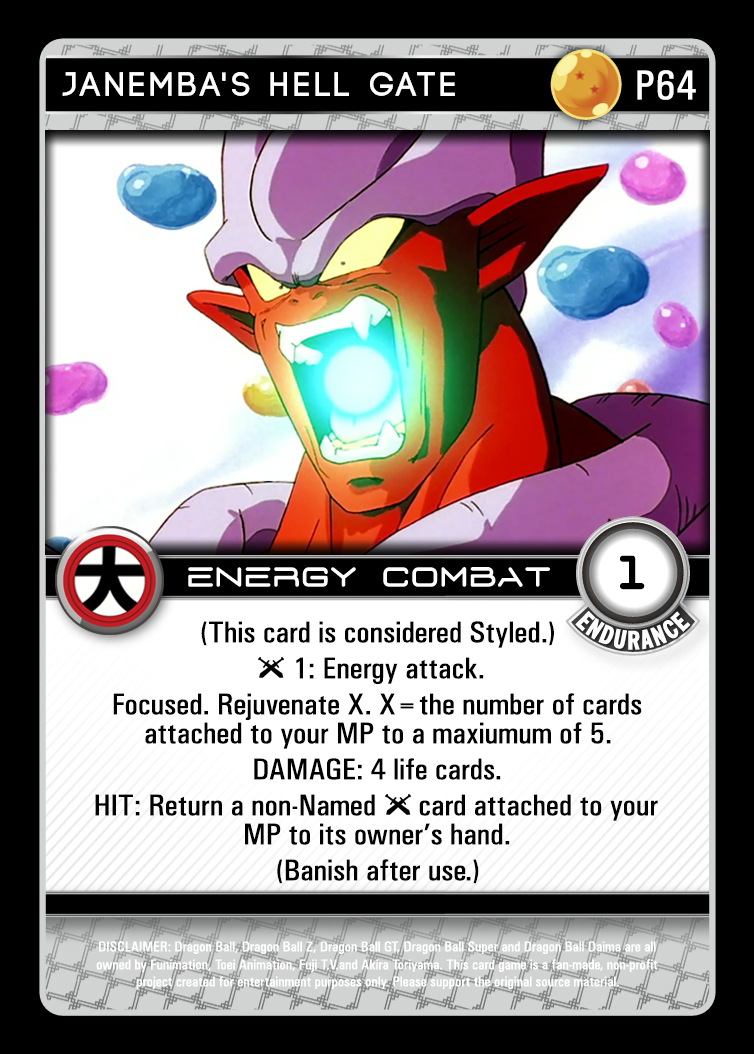 JANEMBA'S HELL GATE P64
大 ENERGY COMBAT 1
ENDURANCE
(This card is considered Styled.)
1: Energy attack.
Focused. Rejuvenate X. X = the number of cards
attached to your MP to a maxiumum of 5.
DAMAGE: 4 life cards.
HIT: Return a non-Named card attached to your
MP to its owner's hand.
(Banish after use.)
DISCLAIMER: Dragon Ball, Dragon Ball Z, Dragon Ball GT, Dragon Ball Super and Dragon Ball Daima are all
owned by Funimation, Toei Animation, Fuji T.V.and Akira Toriyama. This card game is a fan-made, non-profit
project created for entertainment purposes only. Please support the original source material.